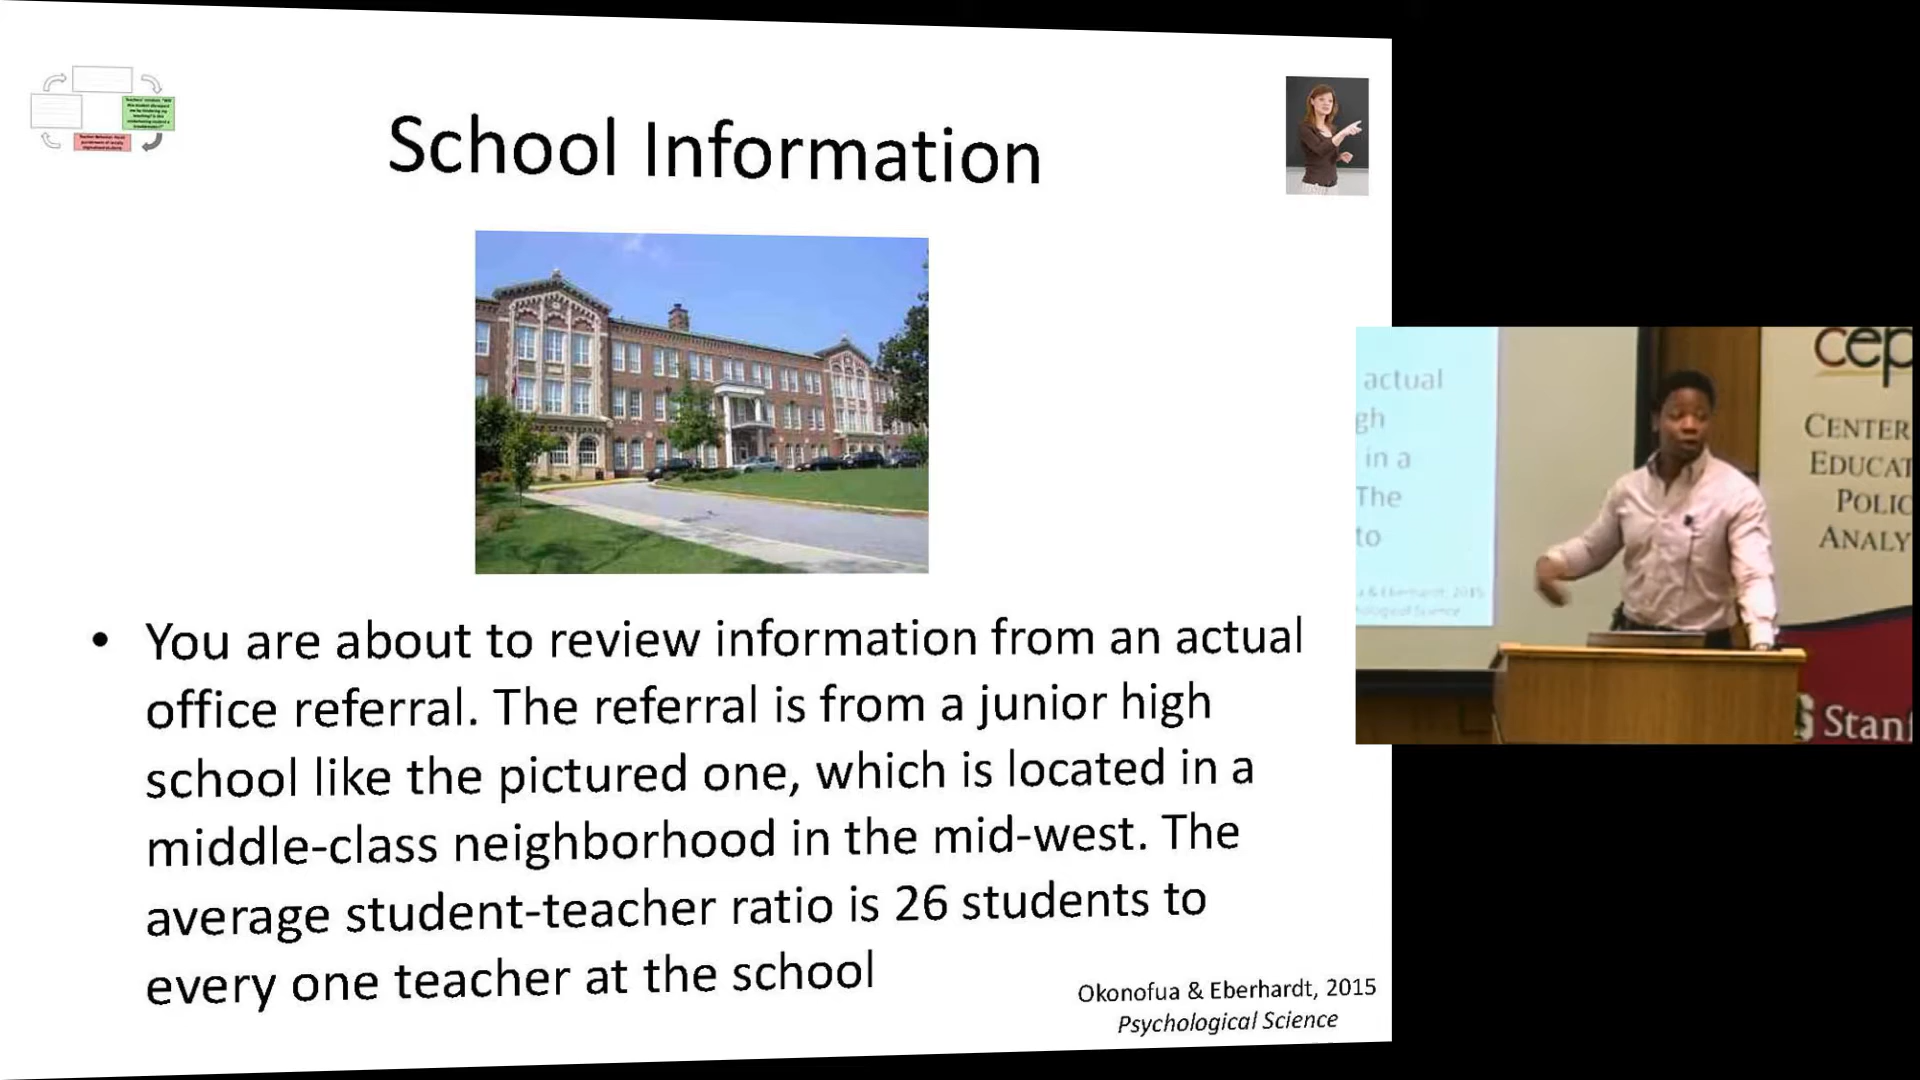 School Information
• You are about to review information from an actual
office referral. The referral is from a junior high
school like the pictured one, which is located in a
middle-class neighborhood in the mid-west. The
average student-teacher ratio is 26 students to
every one teacher at the school
Okonofua & Eberhardt, 2015
Psychological Science
actual
gh
in a
The
to
cep
CENTER
EDUCAT
POLIC
ANALY
Stanf